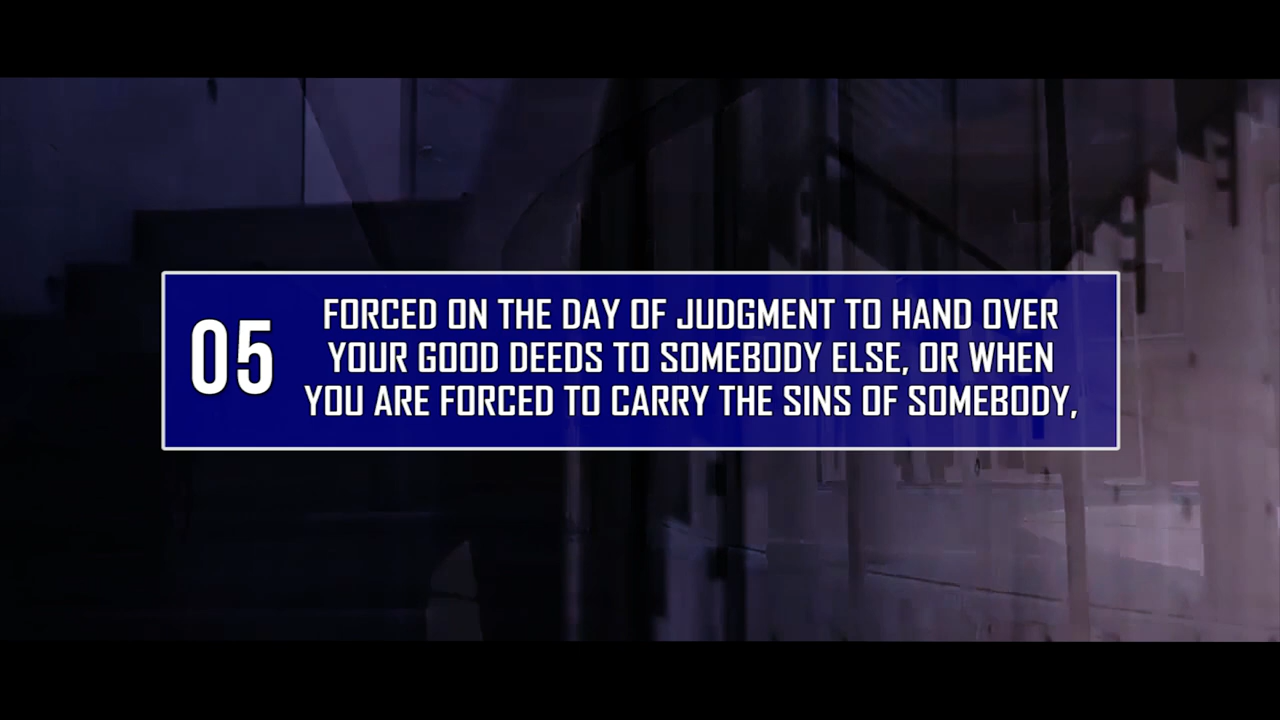 05
FORCED ON THE DAY OF JUDGMENT TO HAND OVER
YOUR GOOD DEEDS TO SOMEBODY ELSE, OR WHEN
YOU ARE FORCED TO CARRY THE SINS OF SOMEBODY,